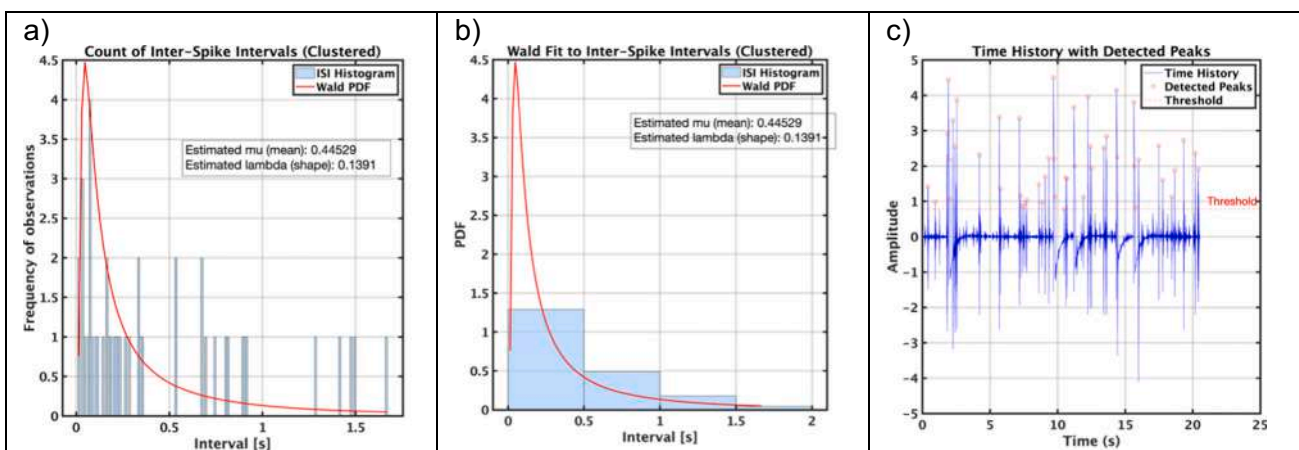 a)
Count of Inter-Spike Intervals (Clustered)
4.5
4
3.5
3
2.5
2
1.5
1
0.5
0
0
0.5
1
1.5
Frequency of observations
Interval [s]
ISI Histogram
Wald PDF
Estimated mu (mean): 0.44529
Estimated lambda (shape): 0.1391
b)
Wald Fit to Inter-Spike Intervals (Clustered)
4.5
4
3.5
3
2.5
2
1.5
1
0.5
0
0
0.5
1
1.5
2
PDF
Interval [s]
ISI Histogram
Wald PDF
Estimated mu (mean): 0.44529
Estimated lambda (shape): 0.1391
c)
Time History with Detected Peaks
5
4
3
2
1
0
-1
-2
-3
-4
-5
0
5
10
15
20
25
Amplitude
Time (s)
Time History
Detected Peaks
Threshold
Threshold